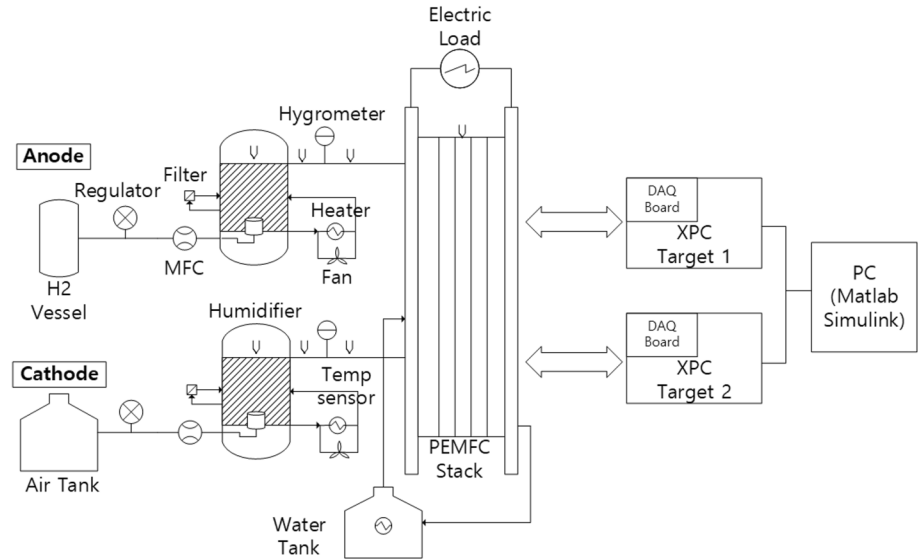 Electric
Load
Hygrometer
Anode
Regulator
Filter
Heater
MFC
Fan
H2
Vessel
DAQ
Board
XPC
Target 1
PC
(Matlab
Simulink)
Humidifier
Cathode
Temp
sensor
DAQ
Board
XPC
Target 2
Air Tank
PEMFC
Stack
Water
Tank